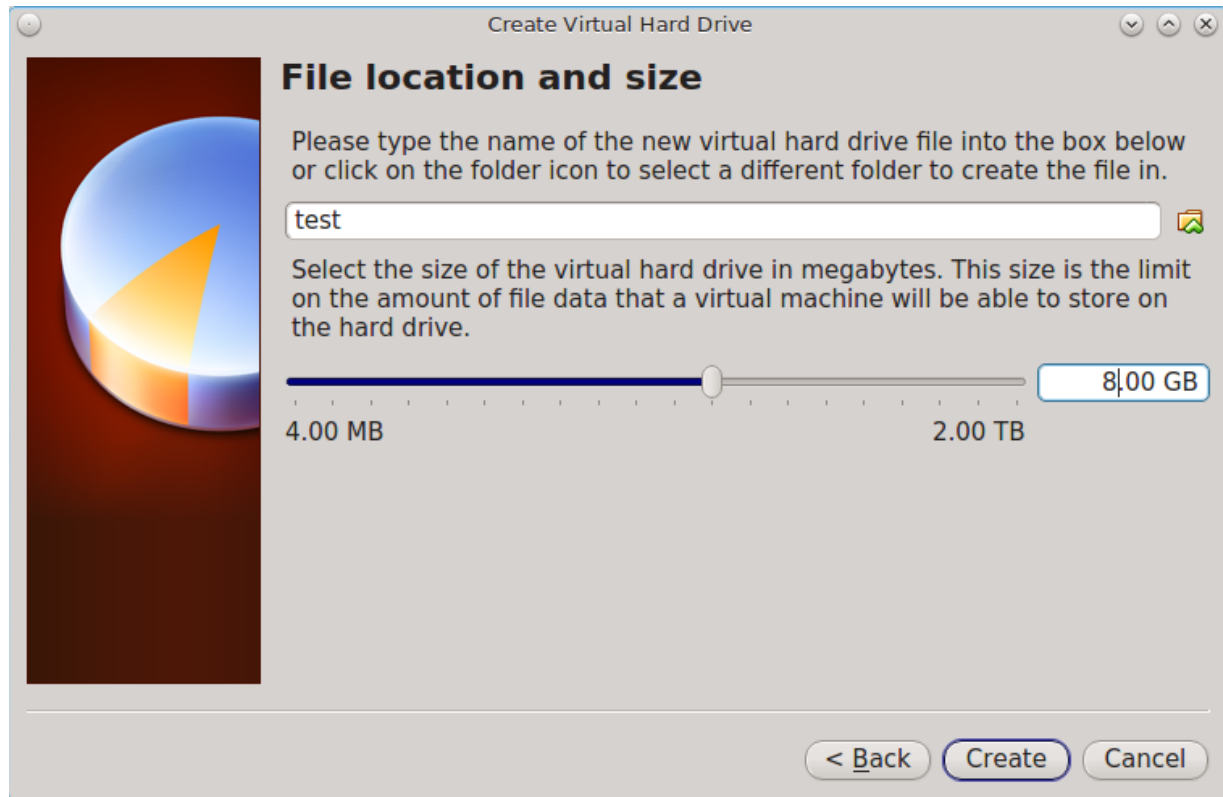 Create Virtual Hard Drive
File location and size
Please type the name of the new virtual hard drive file into the box below
or click on the folder icon to select a different folder to create the file in.
test
Select the size of the virtual hard drive in megabytes. This size is the limit
on the amount of file data that a virtual machine will be able to store on
the hard drive.
8.00 GB
4.00 MB 2.00 TB
< Back Create Cancel